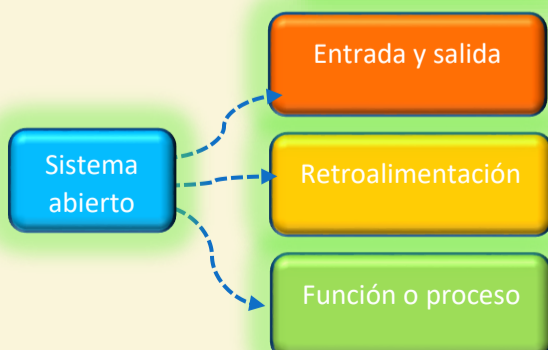 Entrada y salida
Sistema
abierto
Retroalimentación
Función o proceso